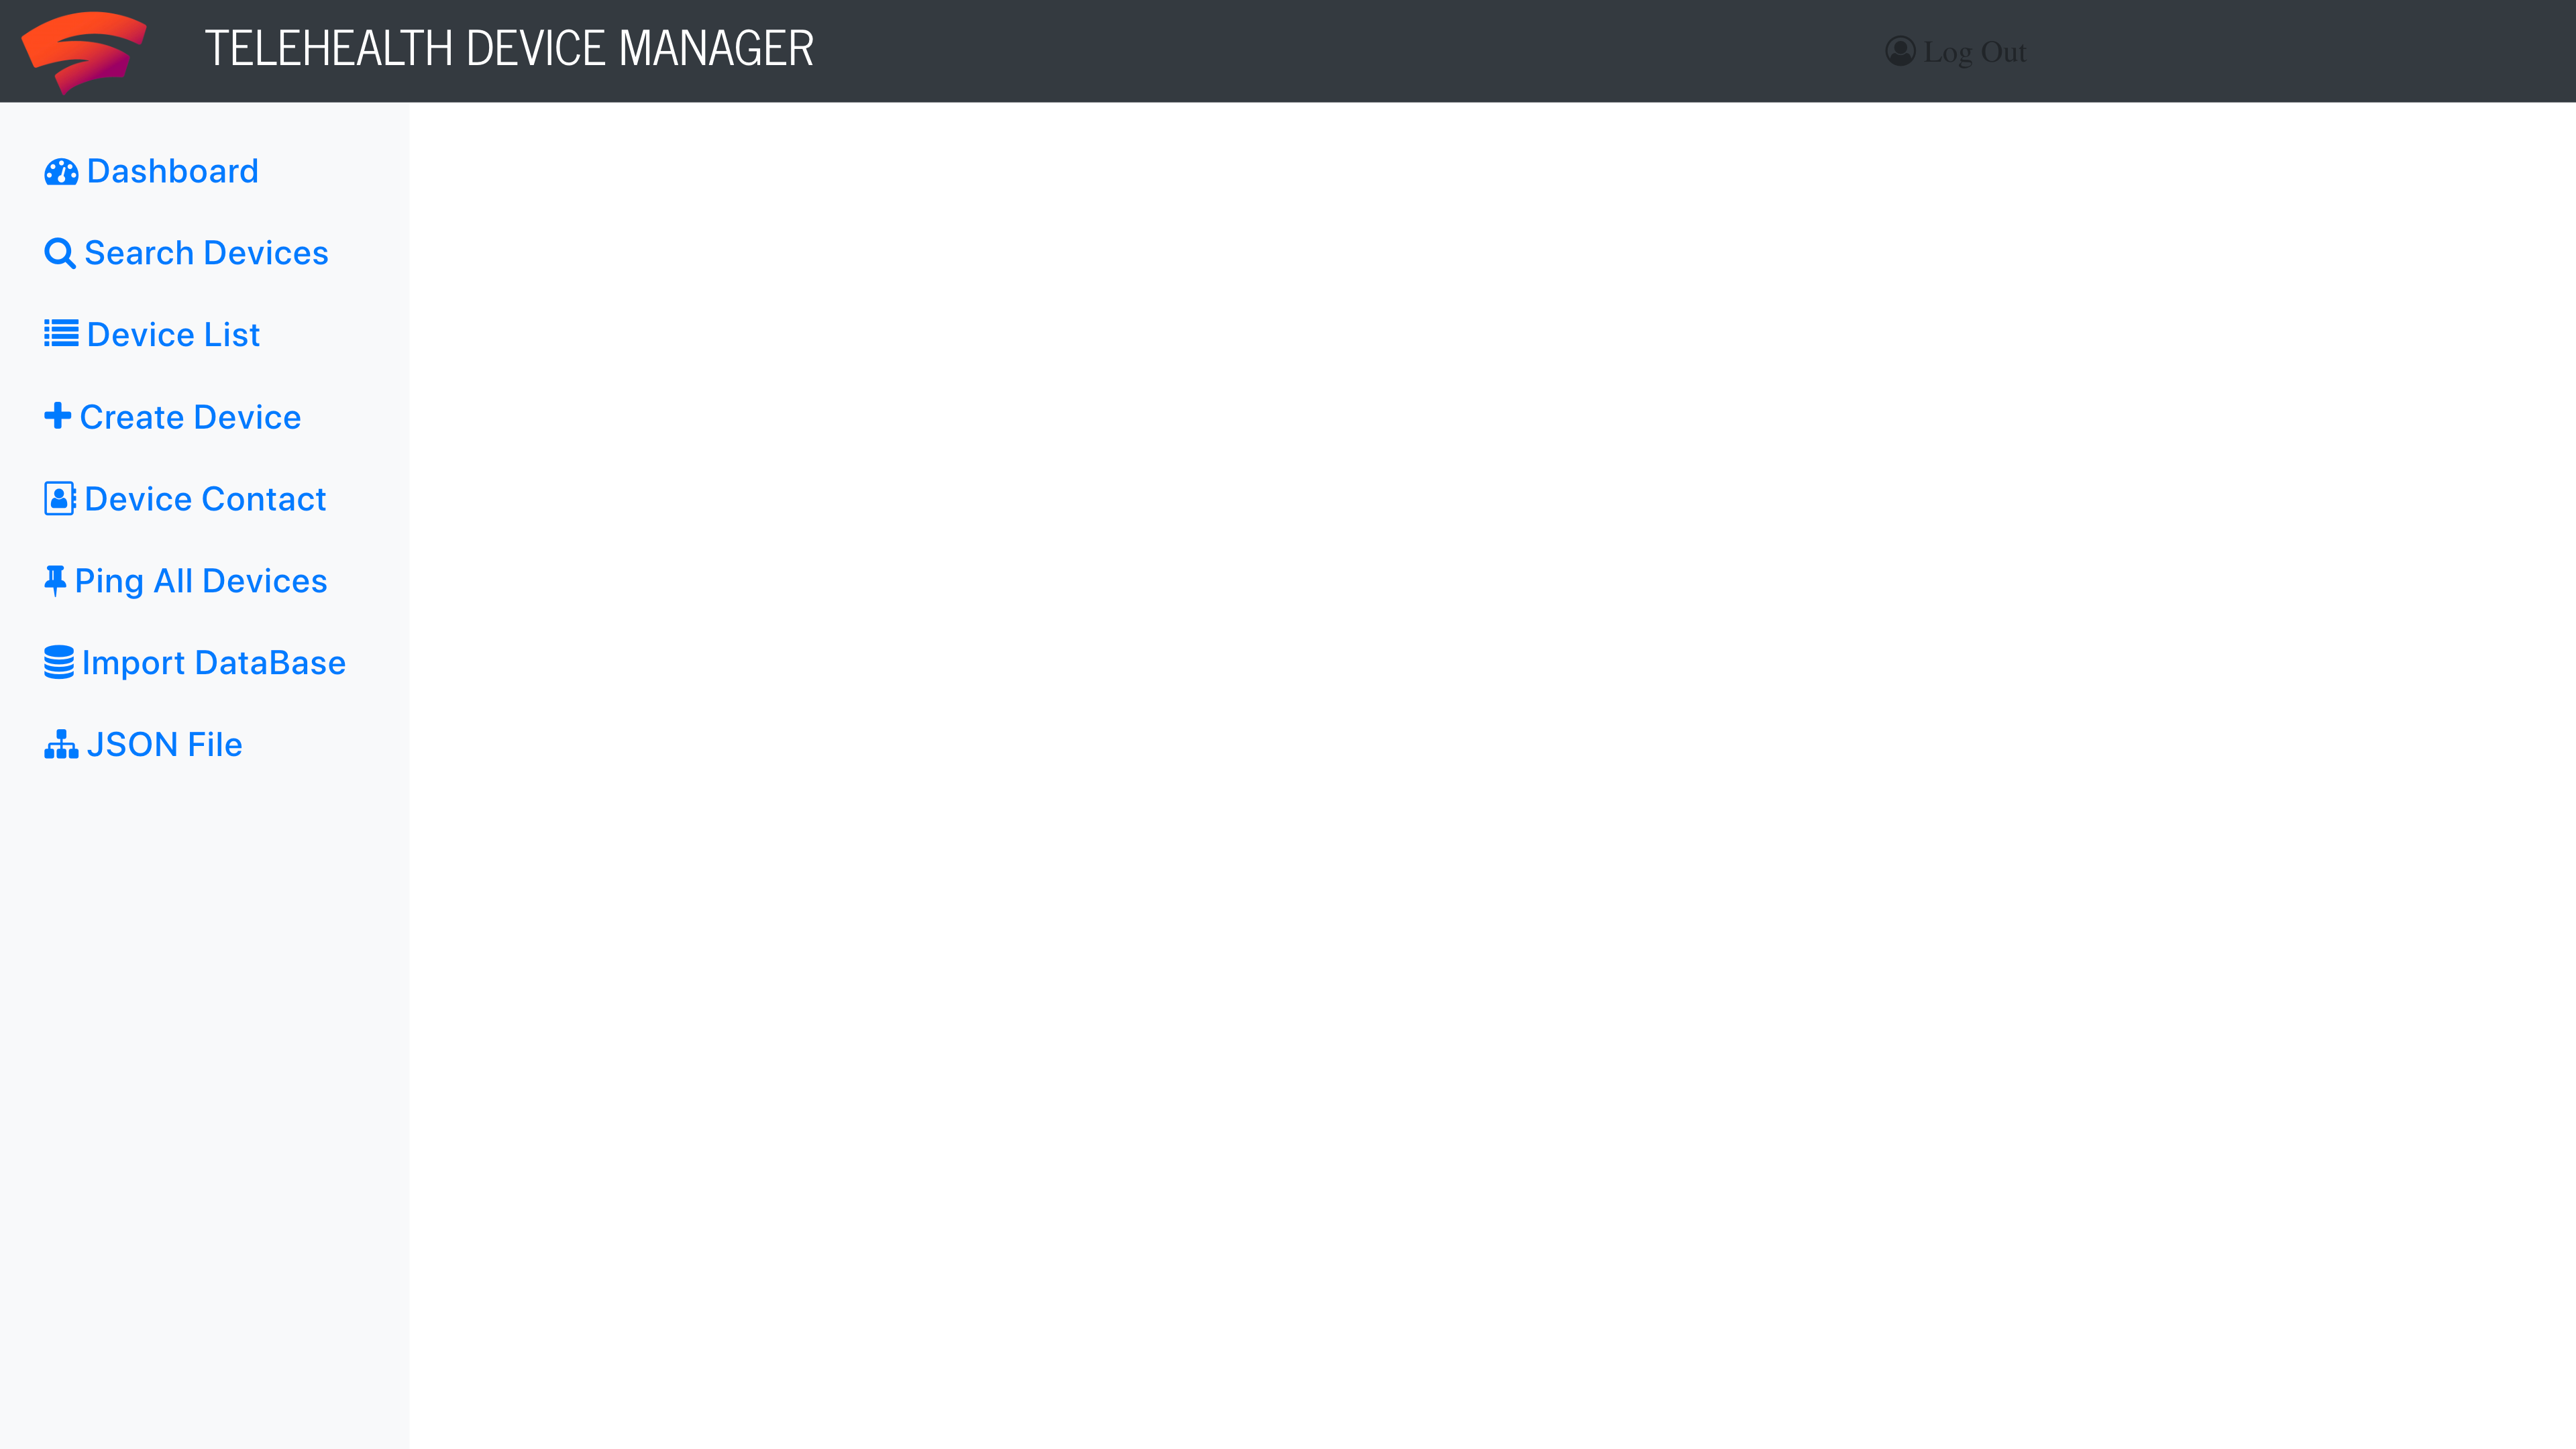 TELEHEALTH DEVICE MANAGER
Log Out
Dashboard
Search Devices
Device List
Create Device
Device Contact
Ping All Devices
Import DataBase
JSON File